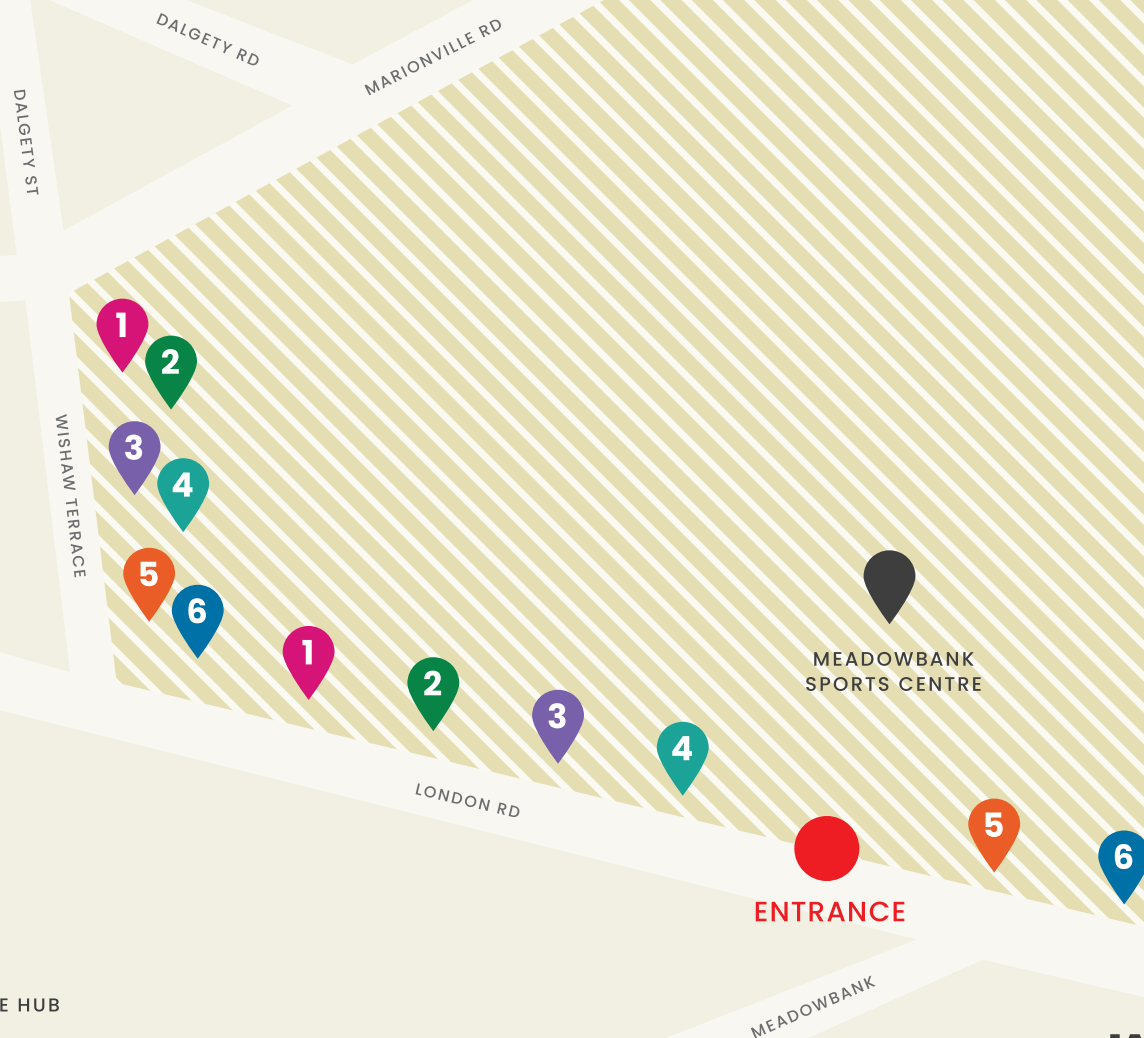 DALGETY RD
MARIONVILLE RD
DALGETY ST
1
2
WISHAW TERRACE
3
4
5
6
1
2
3
4
MEADOWBANK
SPORTS CENTRE
LONDON RD
5
6
ENTRANCE
MEADOWBANK
E HUB